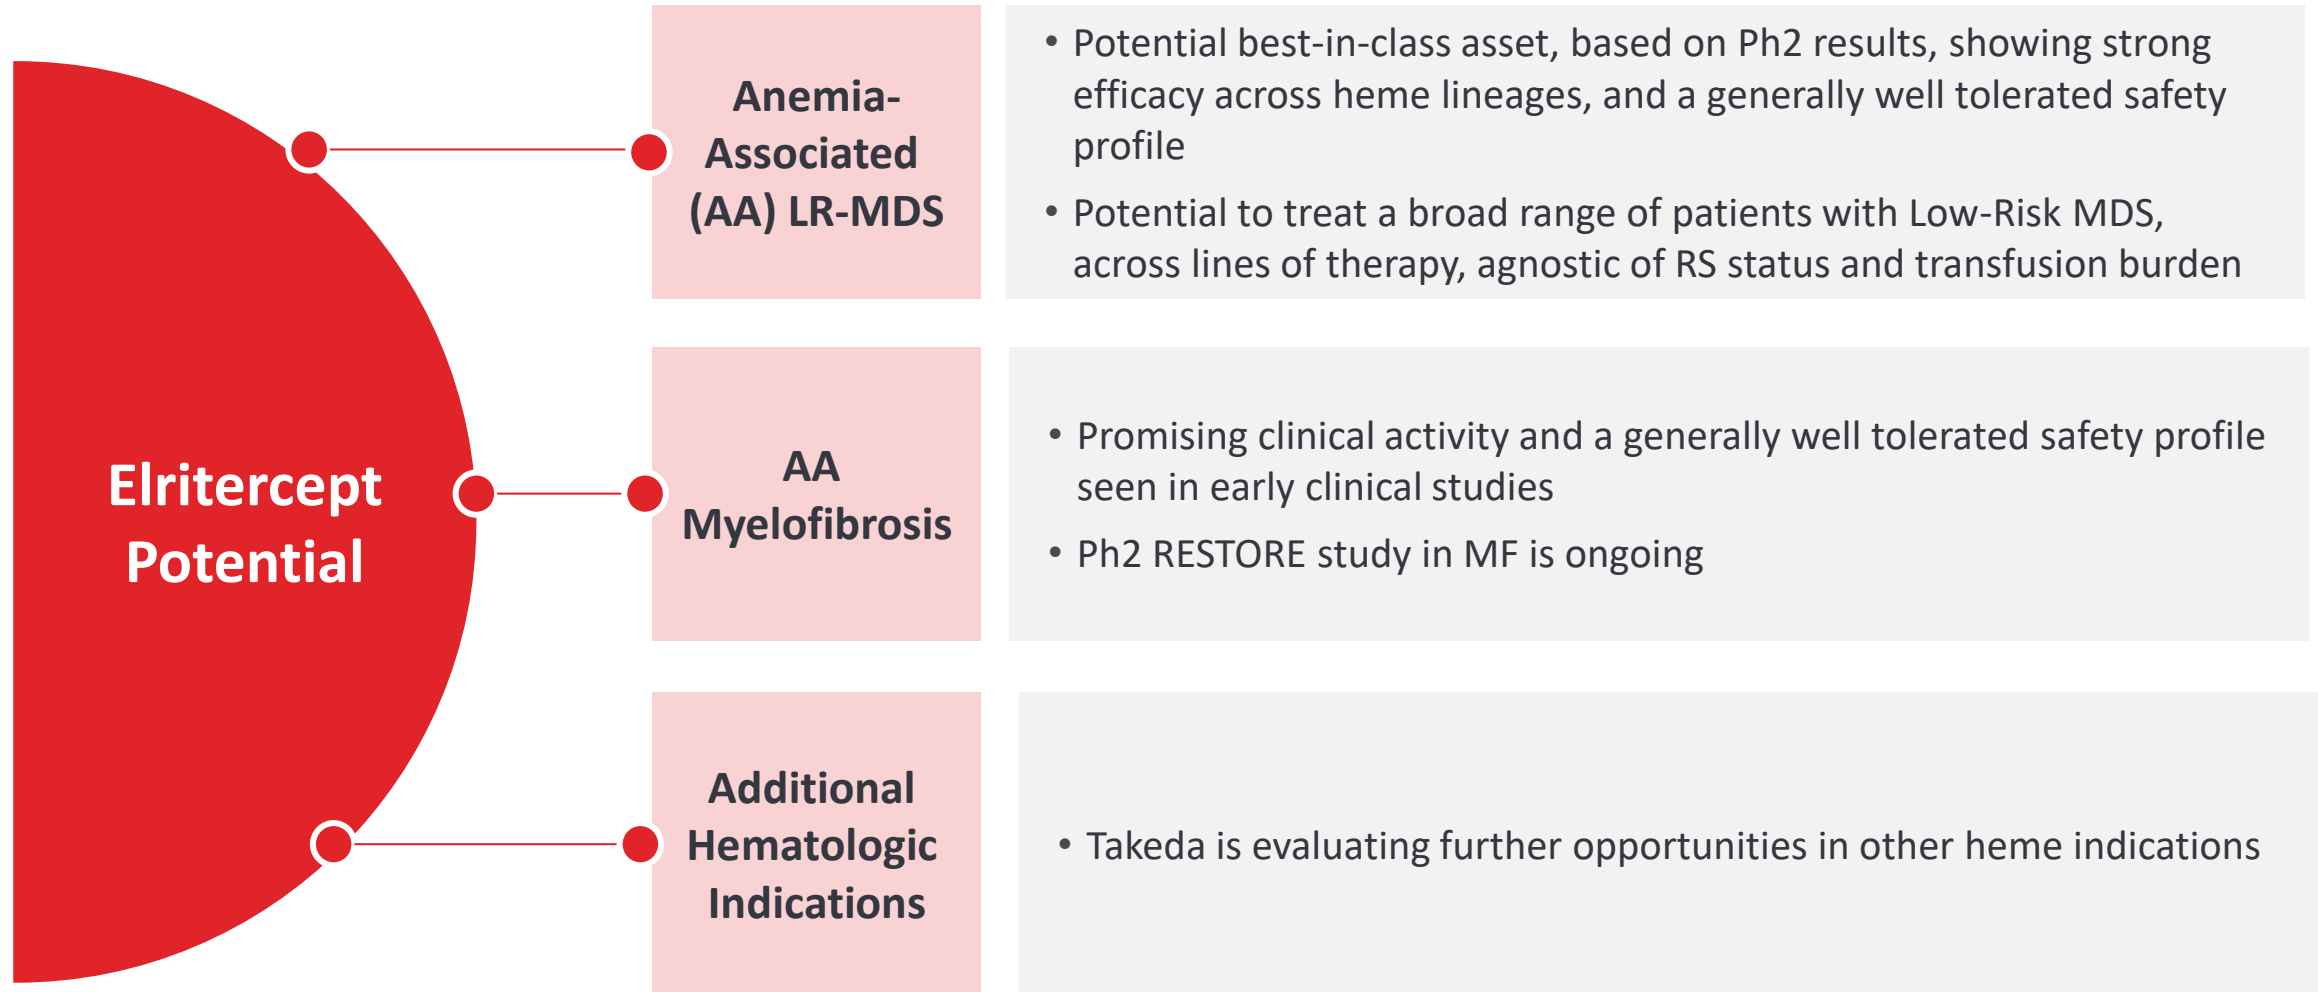 Elritercept
Potential
Anemia-
Associated
(AA) LR-MDS
• Potential best-in-class asset, based on Ph2 results, showing strong
efficacy across heme lineages, and a generally well tolerated safety
profile
• Potential to treat a broad range of patients with Low-Risk MDS,
across lines of therapy, agnostic of RS status and transfusion burden
AA
Myelofibrosis
• Promising clinical activity and a generally well tolerated safety profile
seen in early clinical studies
• Ph2 RESTORE study in MF is ongoing
Additional
Hematologic
Indications
• Takeda is evaluating further opportunities in other heme indications